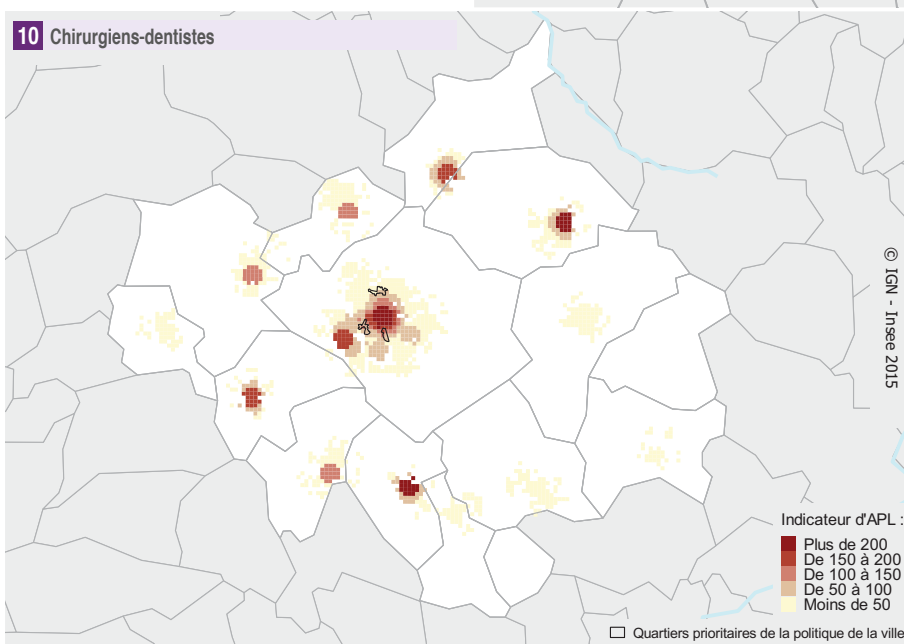 10 Chirurgiens-dentistes
© IGN - Insee 2015
Indicateur d'APL :
Plus de 200
De 150 à 200
De 100 à 150
De 50 à 100
Moins de 50
Quartiers prioritaires de la politique de la ville